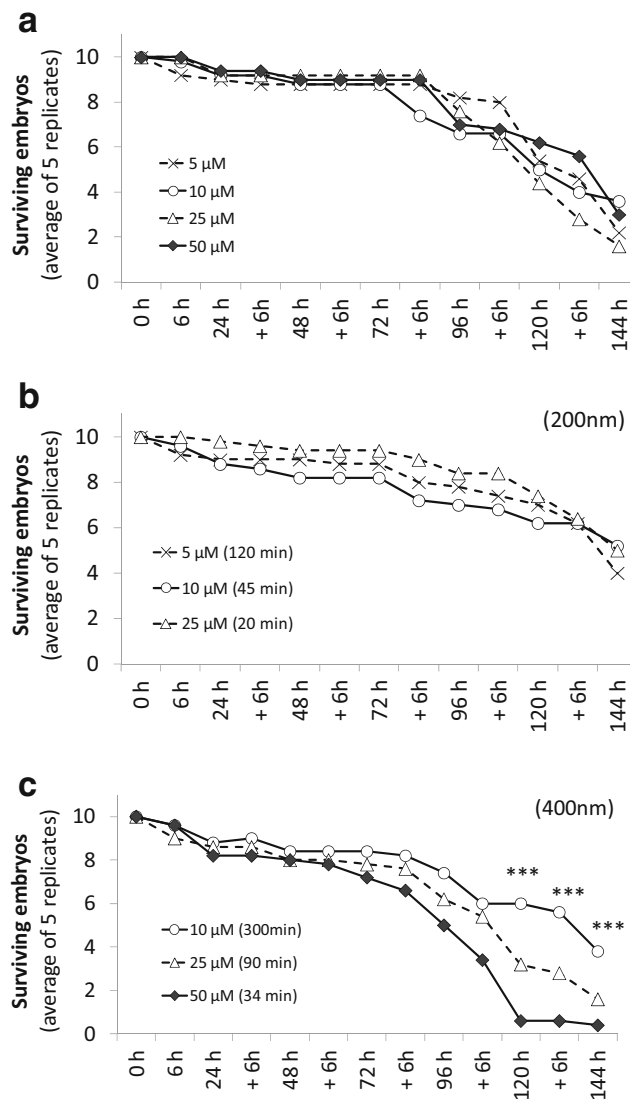 a
Surviving embryos
(average of 5 replicates)
10
8
6
4
2
0
5 µM
10 µM
25 µM
50 µM
0 h
6 h
24 h
+ 6h
48 h
+ 6h
72 h
+ 6h
96 h
+ 6h
120 h
+ 6h
144 h
b
(200nm)
Surviving embryos
(average of 5 replicates)
10
8
6
4
2
0
5 µM (120 min)
10 µM (45 min)
25 µM (20 min)
0 h
6 h
24 h
+ 6h
48 h
+ 6h
72 h
+ 6h
96 h
+ 6h
120 h
+ 6h
144 h
c
(400nm)
Surviving embryos
(average of 5 replicates)
10
8
6
4
2
0
***
***
***
10 µM (300min)
25 µM (90 min)
50 µM (34 min)
0 h
6 h
24 h
+ 6h
48 h
+ 6h
72 h
+ 6h
96 h
+ 6h
120 h
+ 6h
144 h